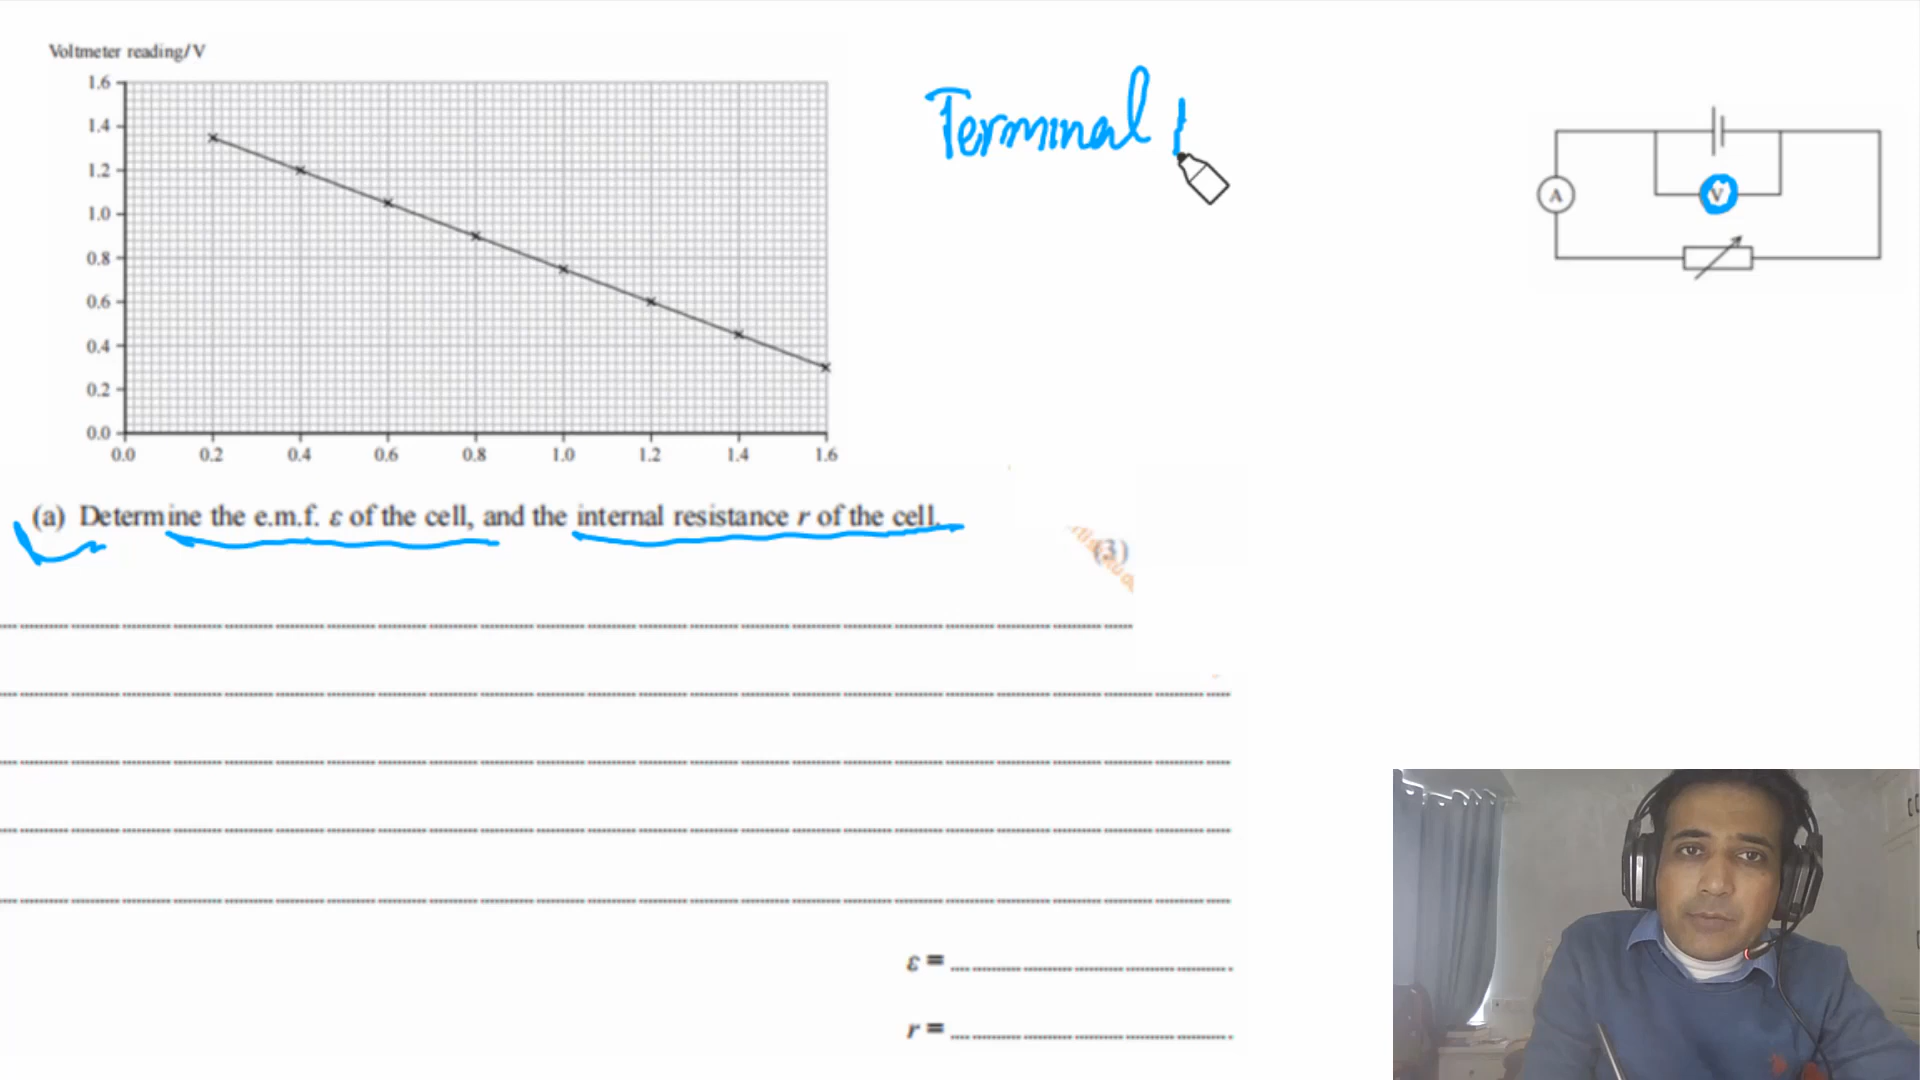 Voltmeter reading/V
1.6
1.4
1.2
1.0
0.8
0.6
0.4
0.2
0.0
0.0 0.2 0.4 0.6 0.8 1.0 1.2 1.4 1.6
Terminal
A
V
(a) Determine the e.m.f. ε of the cell, and the internal resistance r of the cell.
(3)
ε =
r =